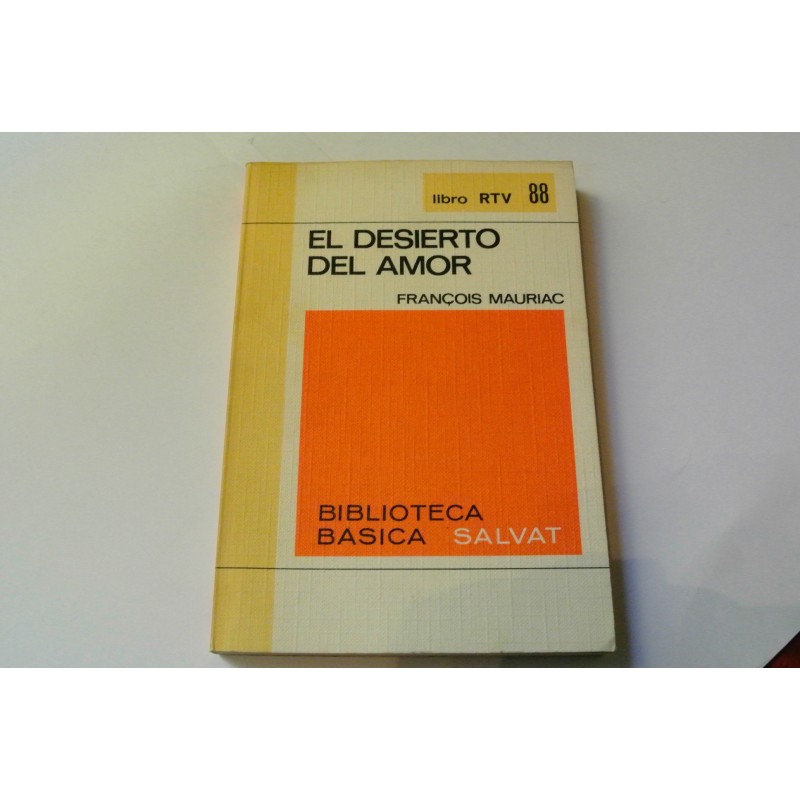 libro RTV 88
EL DESIERTO
DEL AMOR
FRANÇOIS MAURIAC
BIBLIOTECA
BASICA SALVAT